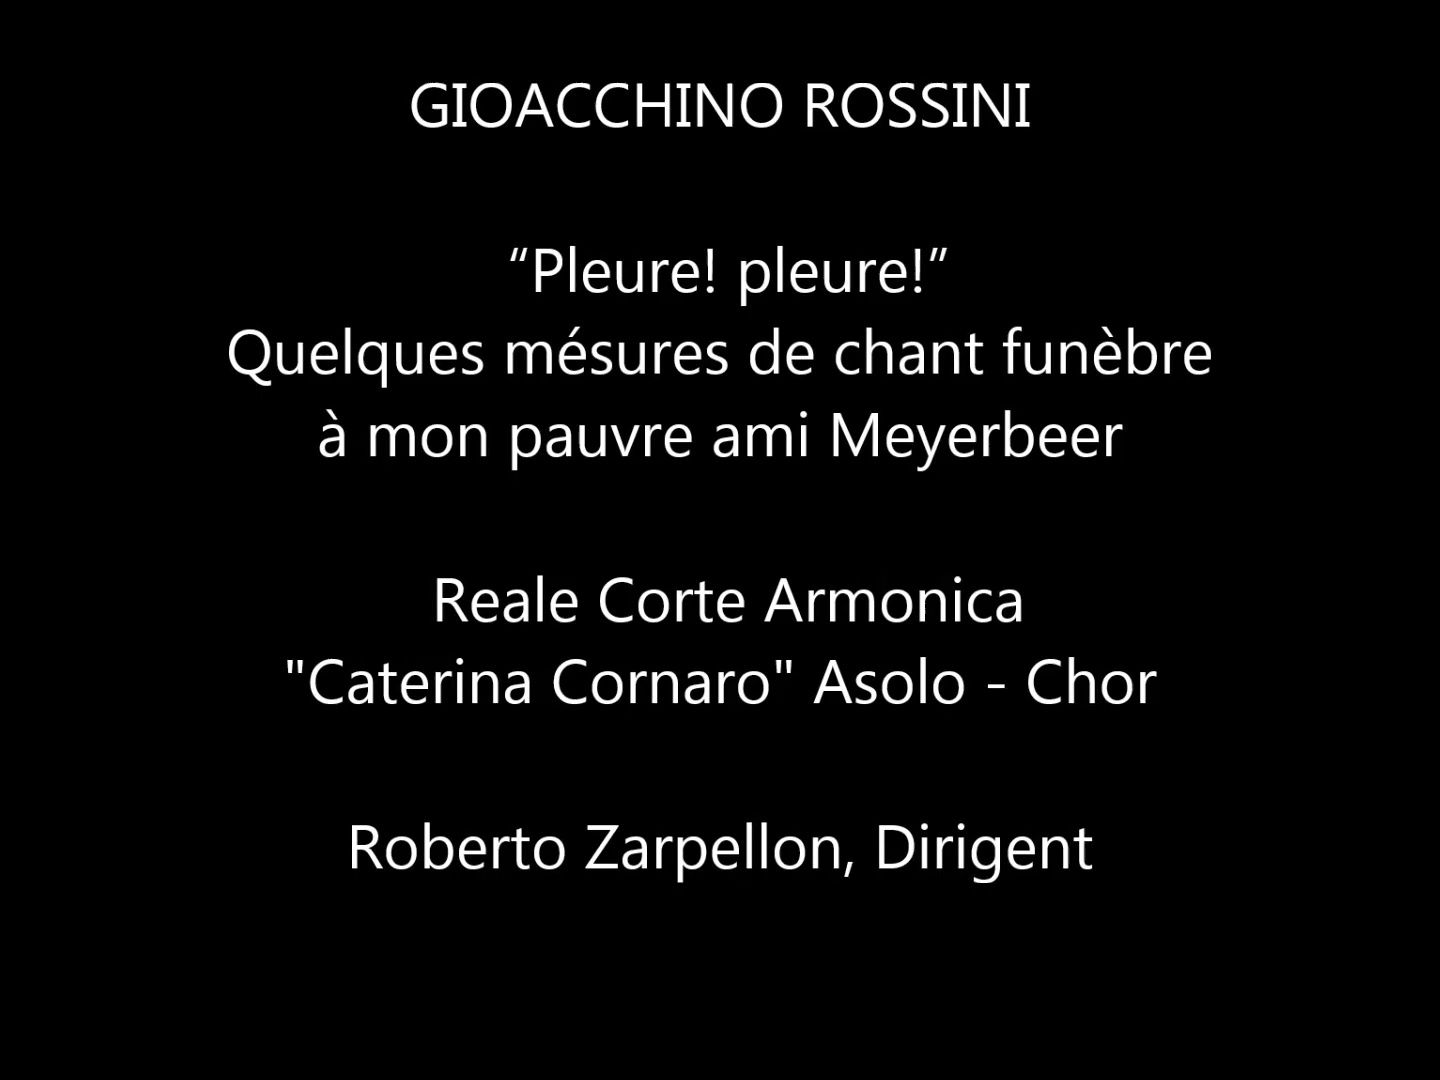 GIOACCHINO ROSSINI
“Pleure! pleure!”
Quelques mésures de chant funèbre
à mon pauvre ami Meyerbeer
Reale Corte Armonica
"Caterina Cornaro" Asolo - Chor
Roberto Zarpellon, Dirigent